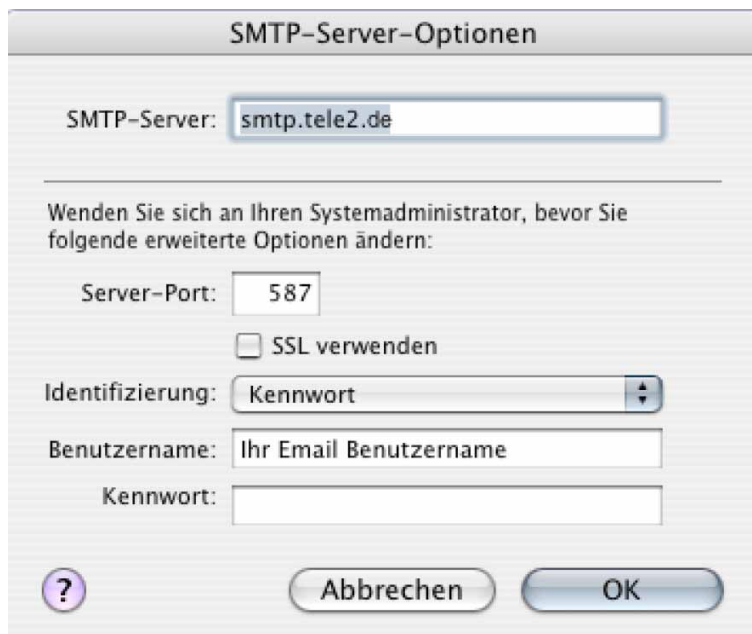 SMTP-Server-Optionen
SMTP-Server: smtp.tele2.de
Wenden Sie sich an Ihren Systemadministrator, bevor Sie
folgende erweiterte Optionen ändern:
Server-Port: 587
SSL verwenden
Identifizierung: Kennwort
Benutzername: Ihr Email Benutzername
Kennwort:
? Abbrechen OK